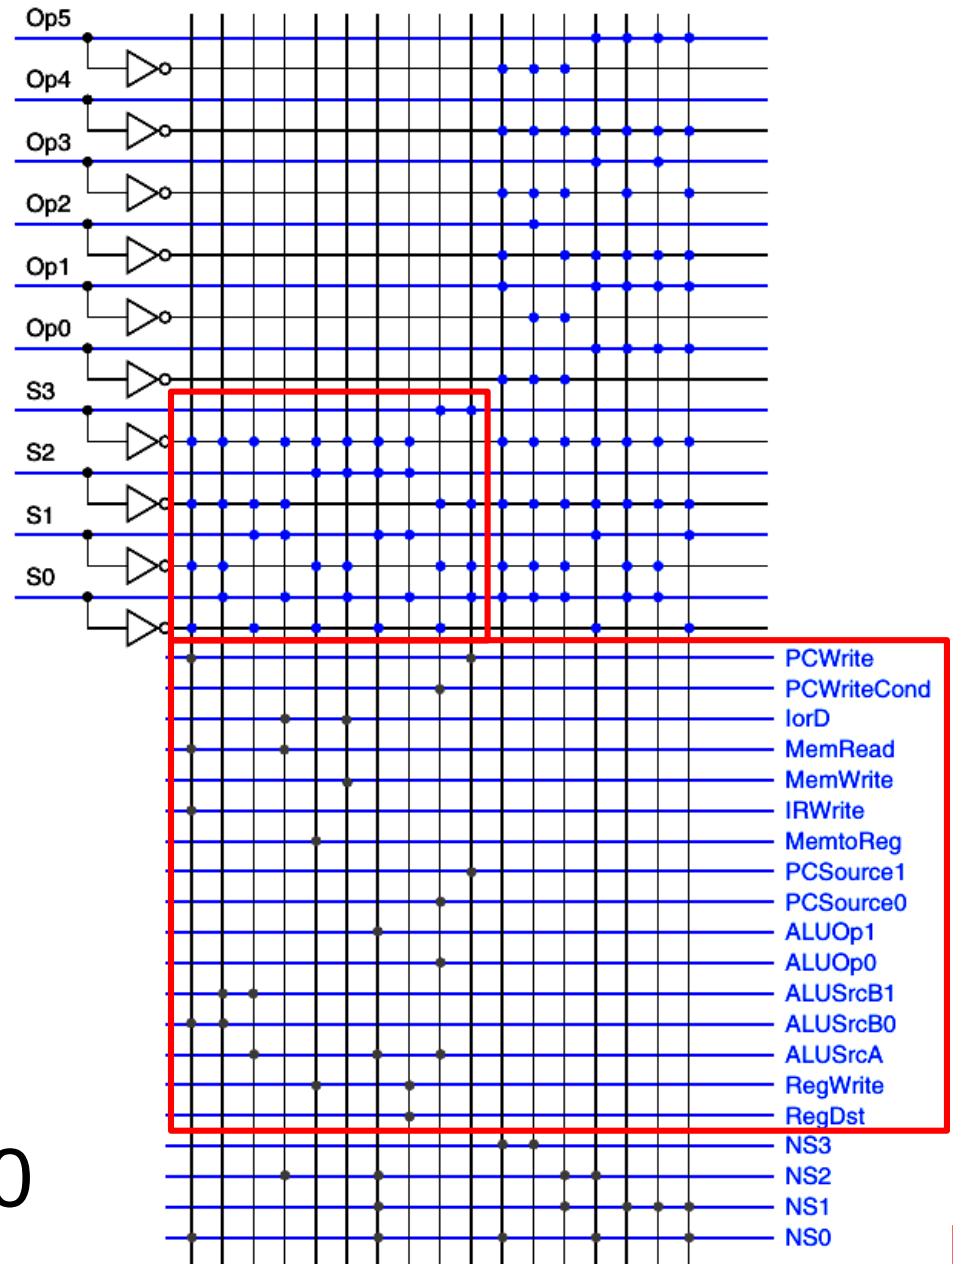 Op5
Op4
Op3
Op2
Op1
Op0
S3
S2
S1
S0
PCWrite
PCWriteCond
IorD
MemRead
MemWrite
IRWrite
MemtoReg
PCSource1
PCSource0
ALUOp1
ALUOp0
ALUSrcB1
ALUSrcB0
ALUSrcA
RegWrite
RegDst
NS3
0
NS2
NS1
NS0